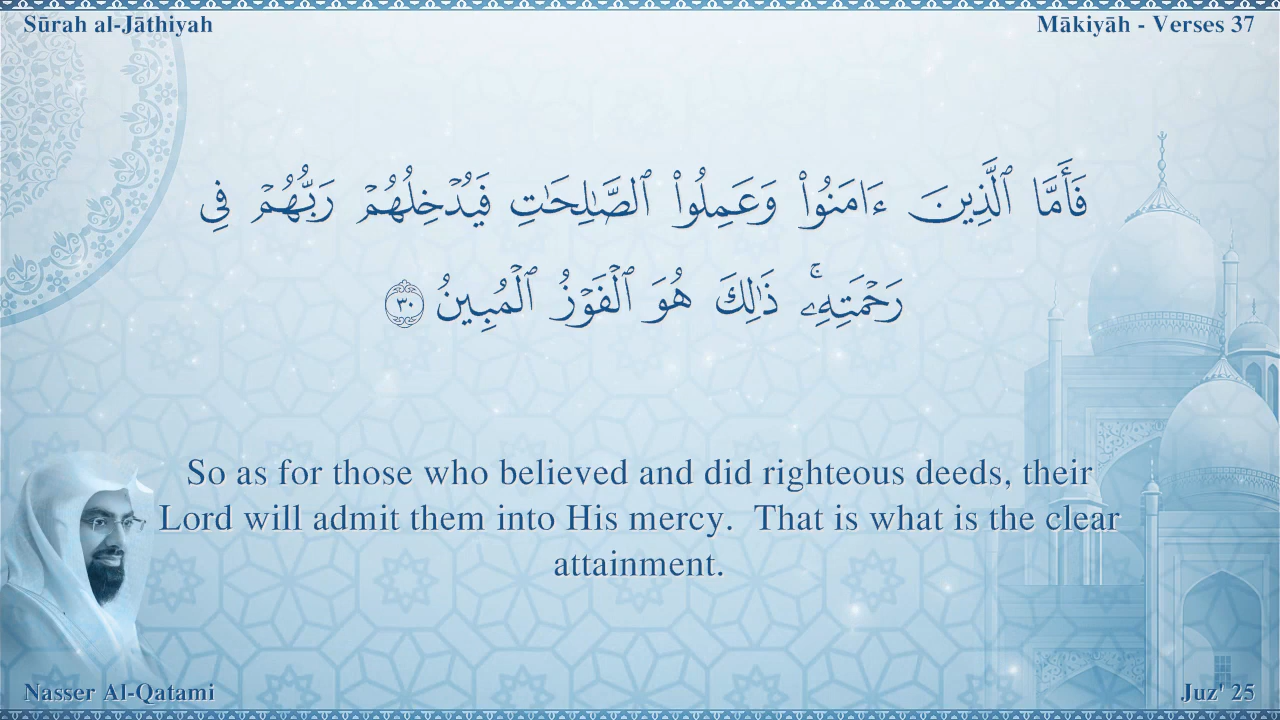 Sūrah al-Jāthiyah
Mākiyāh - Verses 37
فَأَمَّا ٱلَّذِينَ ءَامَنُوا۟ وَعَمِلُوا۟ ٱلصَّـٰلِحَـٰتِ فَيُدْخِلُهُمْ رَبُّهُمْ فِى
رَحْمَتِهِۦ ۚ ذَٰلِكَ هُوَ ٱلْفَوْزُ ٱلْمُبِينُ ٣٠
So as for those who believed and did righteous deeds, their
Lord will admit them into His mercy.  That is what is the clear
attainment.
Nasser Al-Qatami
Juz' 25